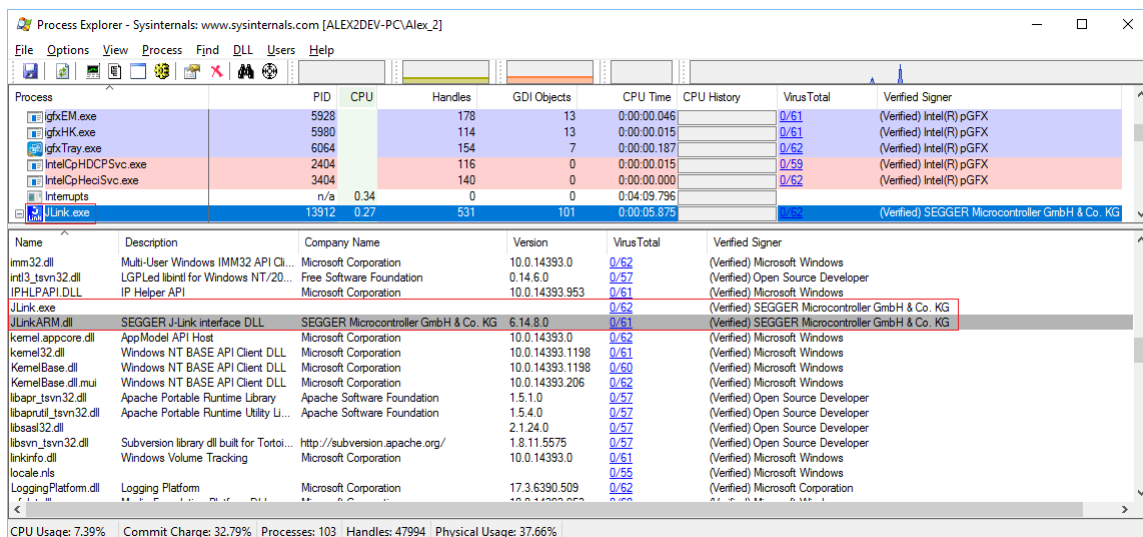 Process Explorer - Sysinternals: www.sysinternals.com [ALEX2DEV-PC\Alex_2]
File Options View Process Find DLL Users Help
Process PID CPU Handles GDI Objects CPU Time CPU History VirusTotal Verified Signer
igfxEM.exe 5928 178 13 0:00:00.046 0/61 (Verified) Intel(R) pGFX
igfxHK.exe 5980 114 13 0:00:00.015 0/61 (Verified) Intel(R) pGFX
igfxTray.exe 6064 154 7 0:00:00.187 0/62 (Verified) Intel(R) pGFX
IntelCpHDCPSvc.exe 2404 116 0 0:00:00.015 0/59 (Verified) Intel(R) pGFX
IntelCpHeciSvc.exe 3404 140 0 0:00:00.000 0/62 (Verified) Intel(R) pGFX
Interrupts n/a 0.34 0 0 0:04:09.796
JLink.exe 13912 0.27 531 101 0:00:05.875 0/62 (Verified) SEGGER Microcontroller GmbH & Co. KG
Name Description Company Name Version VirusTotal Verified Signer
imm32.dll Multi-User Windows IMM32 API Cli... Microsoft Corporation 10.0.14393.0 0/62 (Verified) Microsoft Windows
intl3_tsvn32.dll LGPLed libintl for Windows NT/20... Free Software Foundation 0.14.6.0 0/57 (Verified) Open Source Developer
IPHLPAPI.DLL IP Helper API Microsoft Corporation 10.0.14393.953 0/61 (Verified) Microsoft Windows
JLink.exe 0/62 (Verified) SEGGER Microcontroller GmbH & Co. KG
JLinkARM.dll SEGGER J-Link interface DLL SEGGER Microcontroller GmbH & Co. KG 6.14.8.0 0/61 (Verified) SEGGER Microcontroller GmbH & Co. KG
kernel.appcore.dll AppModel API Host Microsoft Corporation 10.0.14393.0 0/62 (Verified) Microsoft Windows
kernel32.dll Windows NT BASE API Client DLL Microsoft Corporation 10.0.14393.1198 0/61 (Verified) Microsoft Windows
KernelBase.dll Windows NT BASE API Client DLL Microsoft Corporation 10.0.14393.1198 0/60 (Verified) Microsoft Windows
KernelBase.dll.mui Windows NT BASE API Client DLL Microsoft Corporation 10.0.14393.206 0/62 (Verified) Microsoft Windows
libapr_tsvn32.dll Apache Portable Runtime Library Apache Software Foundation 1.5.1.0 0/57 (Verified) Open Source Developer
libaprutil_tsvn32.dll Apache Portable Runtime Utility Li... Apache Software Foundation 1.5.4.0 0/57 (Verified) Open Source Developer
libsasl32.dll 2.1.24.0 0/57 (Verified) Open Source Developer
libsvn_tsvn32.dll Subversion library dll built for Tortoi... http://subversion.apache.org/ 1.8.11.5575 0/57 (Verified) Open Source Developer
linkinfo.dll Windows Volume Tracking Microsoft Corporation 10.0.14393.0 0/61 (Verified) Microsoft Windows
locale.nls 0/55 (Verified) Microsoft Windows
LoggingPlatform.dll Logging Platform Microsoft Corporation 17.3.6390.509 0/62 (Verified) Microsoft Corporation
CPU Usage: 7.39% Commit Charge: 32.79% Processes: 103 Handles: 47994 Physical Usage: 37.66%